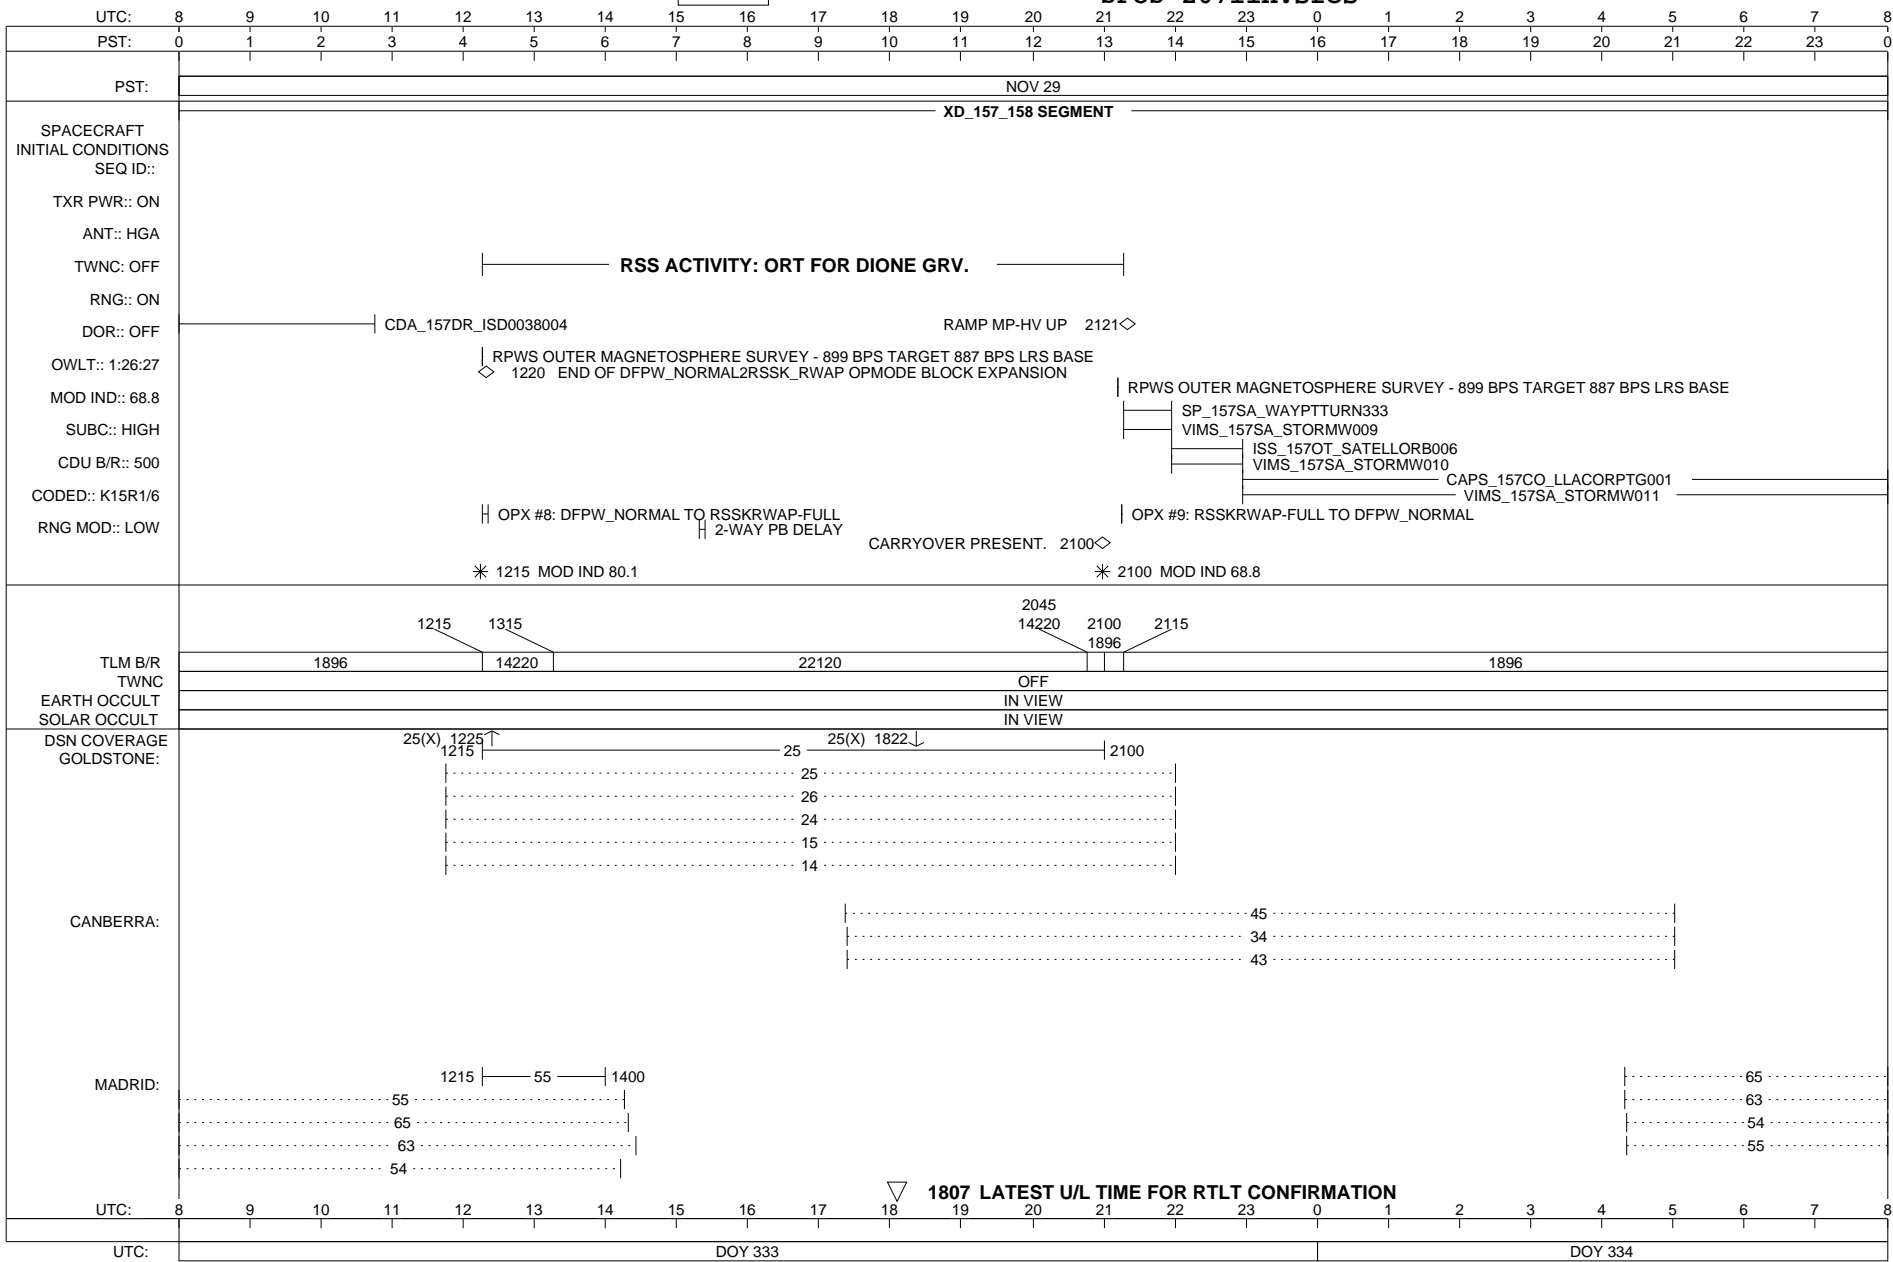 UTC: 8 9 10 11 12 13 14 15 16 17 18 19 20 21 22 23 0 1 2 3 4 5 6 7 8
PST: 0 1 2 3 4 5 6 7 8 9 10 11 12 13 14 15 16 17 18 19 20 21 22 23 0
PST: NOV 29
XD_157_158 SEGMENT
SPACECRAFT
INITIAL CONDITIONS
SEQ ID::
TXR PWR:: ON
ANT:: HGA
TWNC: OFF RSS ACTIVITY: ORT FOR DIONE GRV.
RNG:: ON
DOR:: OFF CDA_157DR_ISD0038004 RAMP MP-HV UP 2121
OWLT:: 1:26:27 RPWS OUTER MAGNETOSPHERE SURVEY - 899 BPS TARGET 887 BPS LRS BASE
1220 END OF DFPW_NORMAL2RSSK_RWAP OPMODE BLOCK EXPANSION
MOD IND:: 68.8 RPWS OUTER MAGNETOSPHERE SURVEY - 899 BPS TARGET 887 BPS LRS BASE
SP_157SA_WAYPTTURN333
SUBC:: HIGH VIMS_157SA_STORMW009
ISS_157OT_SATELLORB006
CDU B/R:: 500 VIMS_157SA_STORMW010
CAPS_157CO_LLACORPTG001
CODED:: K15R1/6 VIMS_157SA_STORMW011
OPX #8: DFPW_NORMAL TO RSSKRWAP-FULL OPX #9: RSSKRWAP-FULL TO DFPW_NORMAL
RNG MOD:: LOW 2-WAY PB DELAY
CARRYOVER PRESENT. 2100
1215 MOD IND 80.1 2100 MOD IND 68.8
2045
1215 1315 14220 2100 2115
1896
TLM B/R 1896 14220 22120 1896
TWNC OFF
EARTH OCCULT IN VIEW
SOLAR OCCULT IN VIEW
DSN COVERAGE 25(X) 1225 25(X) 1822
GOLDSTONE: 1215 25 2100
25
26
24
15
14
CANBERRA: 45
34
43
MADRID: 1215 55 1400 65
55 63
65 54
63 55
54
1807 LATEST U/L TIME FOR RTLT CONFIRMATION
UTC: 8 9 10 11 12 13 14 15 16 17 18 19 20 21 22 23 0 1 2 3 4 5 6 7 8
UTC: DOY 333 DOY 334